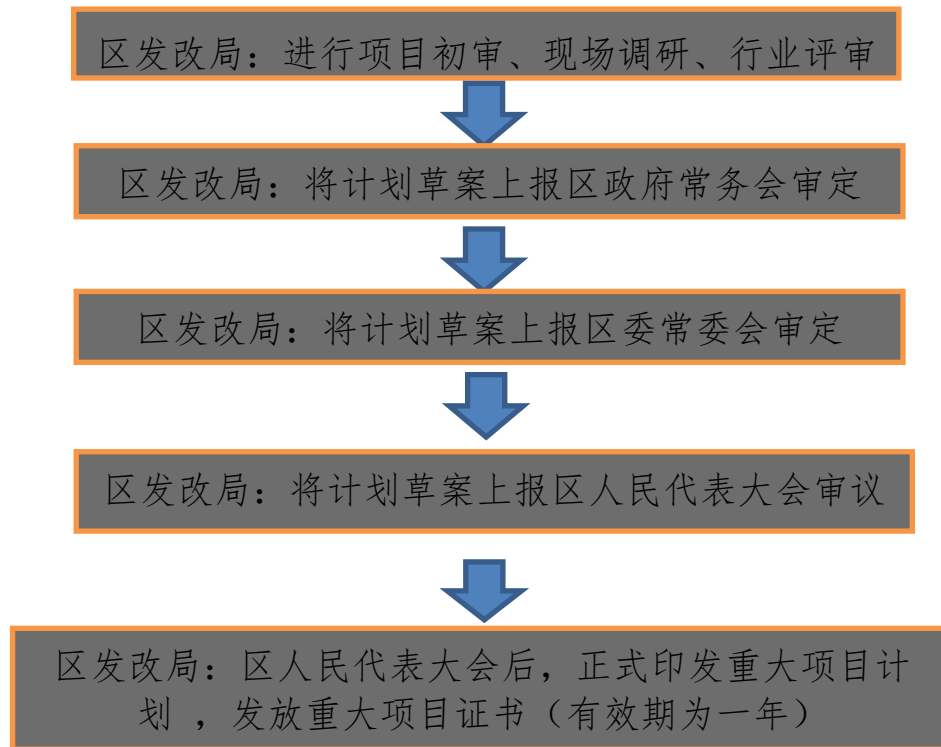 区发改局：进行项目初审、现场调研、行业评审
区发改局：将计划草案上报区政府常务会审定
区发改局：将计划草案上报区委常委会审定
区发改局：将计划草案上报区人民代表大会审议
区发改局：区人民代表大会后，正式印发重大项目计
划 ，发放重大项目证书（有效期为一年）